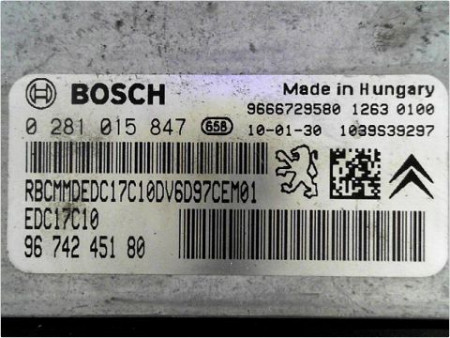 BOSCH
Made in Hungary
9666729580 1263 0100
0 281 015 847 658 10-01-30 1039S39297
RBCMMDEDC17C10DV6D97CEM01
EDC17C10
96 742 451 80